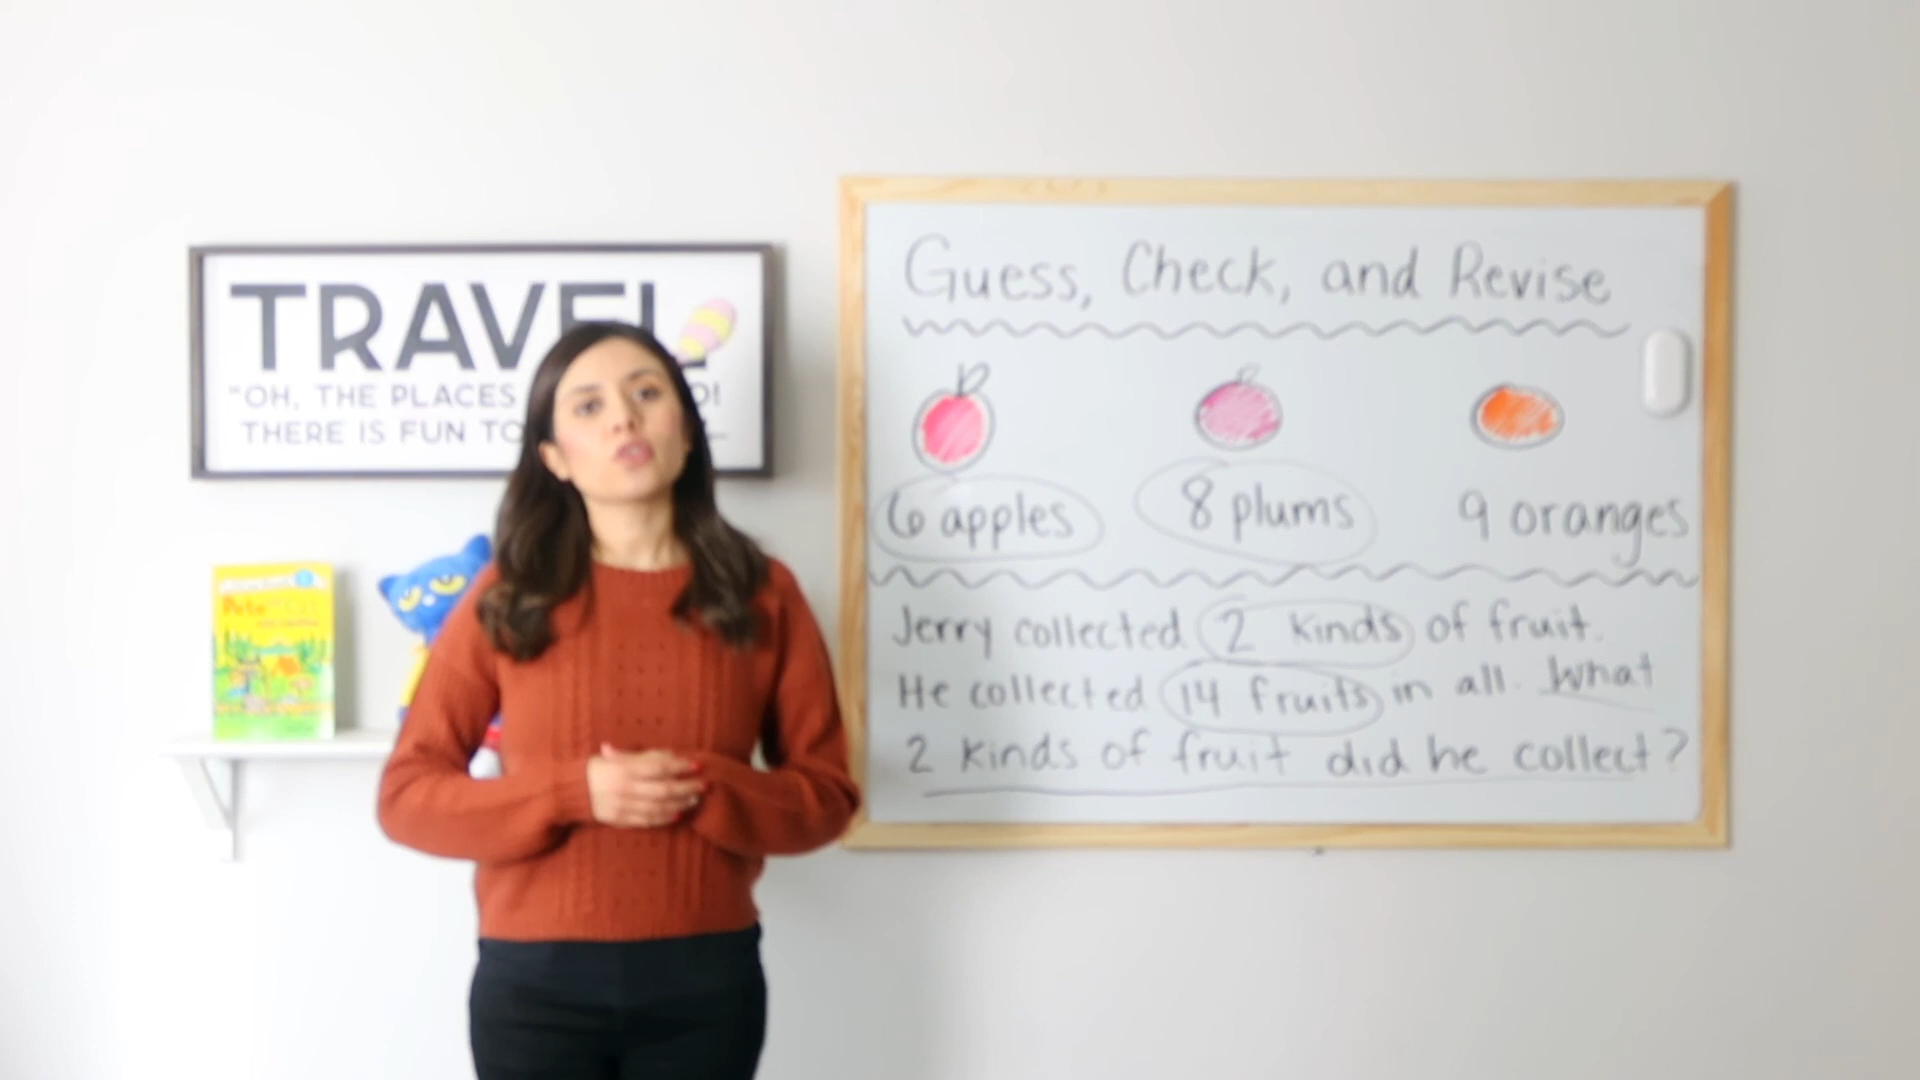 TRAVEL
"OH, THE PLACES
THERE IS FUN TO
Pete
Guess, Check, and Revise
6 apples 8 plums 9 oranges
Jerry collected 2 kinds of fruit.
He collected 14 fruits in all. What
2 kinds of fruit did he collect?